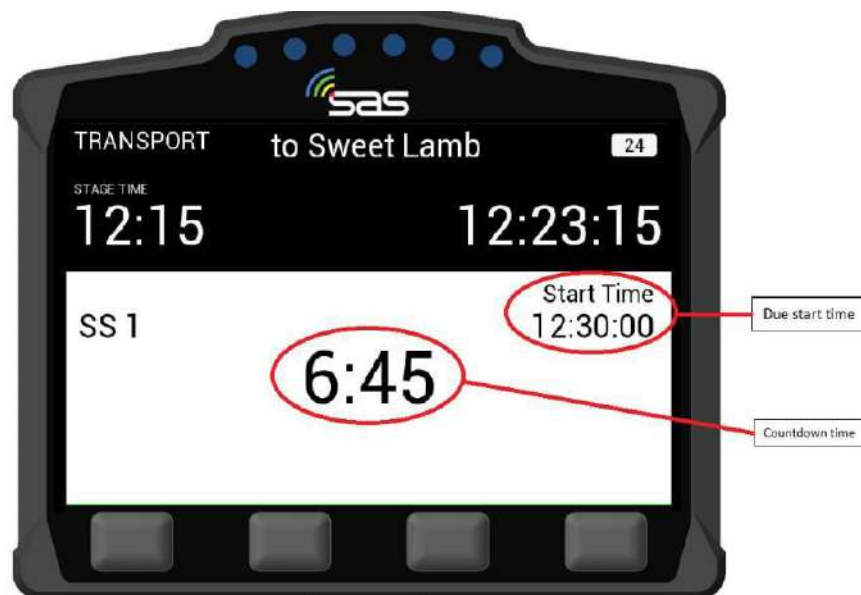 sas
TRANSPORT to Sweet Lamb 24
STAGE TIME
12:15 12:23:15
Start Time
SS 1 12:30:00
6:45
Due start time
Countdown time